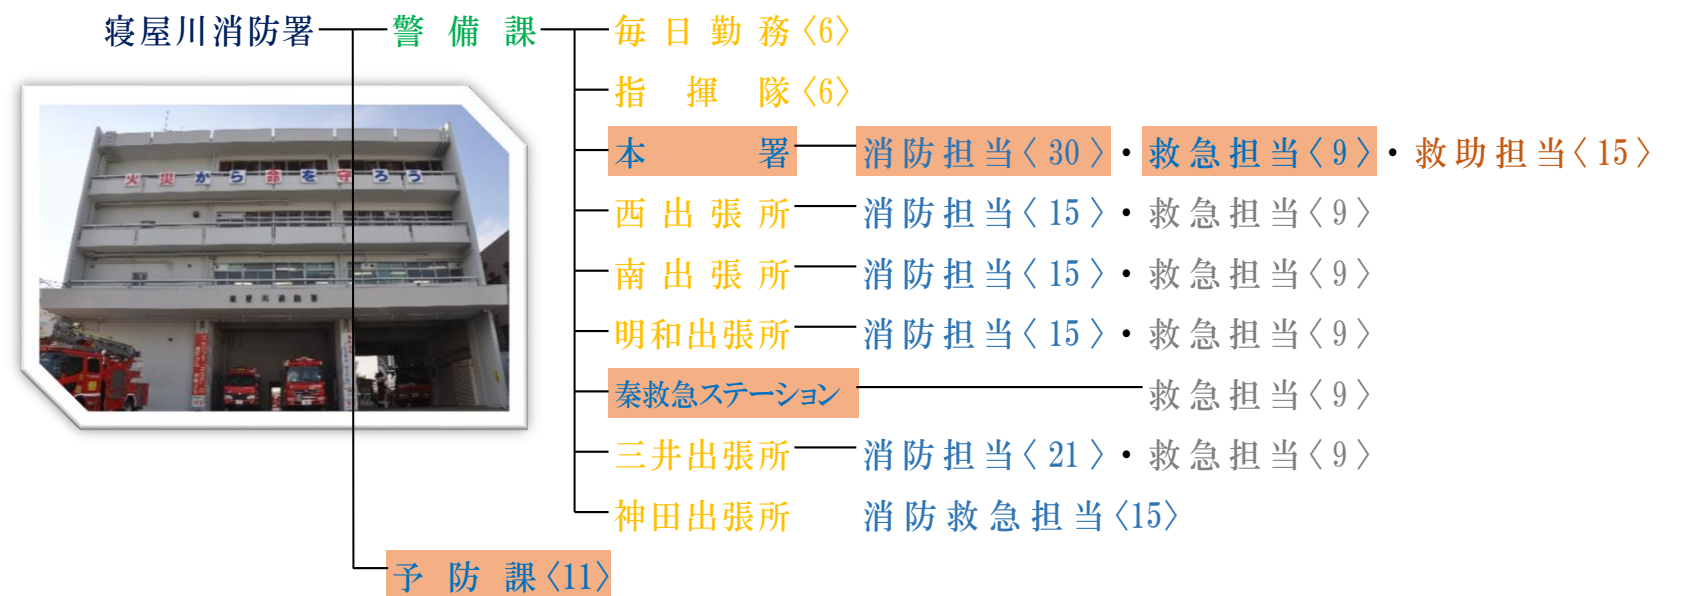 寝屋川消防署 警備課 毎日勤務〈6〉
指揮隊〈6〉
本署 消防担当〈30〉・救急担当〈9〉・救助担当〈15〉
西出張所 消防担当〈15〉・救急担当〈9〉
南出張所 消防担当〈15〉・救急担当〈9〉
明和出張所 消防担当〈15〉・救急担当〈9〉
秦救急ステーション 救急担当〈9〉
三井出張所 消防担当〈21〉・救急担当〈9〉
神田出張所 消防救急担当〈15〉
予防課〈11〉
火災から命を守ろう
寝屋川消防署